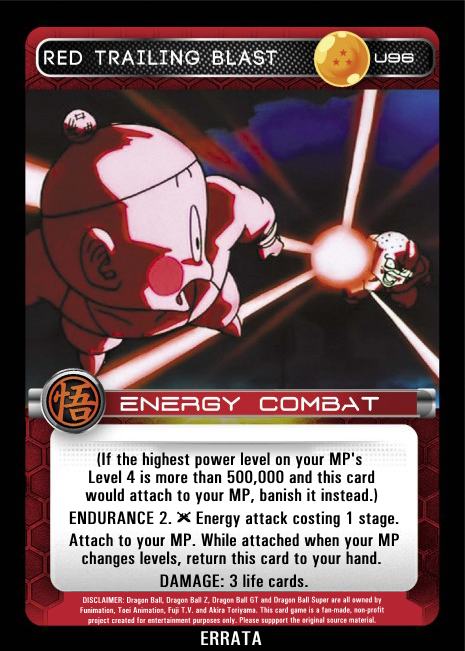 RED TRAILING BLAST
U96
悟
ENERGY COMBAT
(If the highest power level on your MP's
Level 4 is more than 500,000 and this card
would attach to your MP, banish it instead.)
ENDURANCE 2. Energy attack costing 1 stage.
Attach to your MP. While attached when your MP
changes levels, return this card to your hand.
DAMAGE: 3 life cards.
DISCLAIMER: Dragon Ball, Dragon Ball Z, Dragon Ball GT and Dragon Ball Super are all owned by
Funimation, Toei Animation, Fuji T.V. and Akira Toriyama. This card game is a fan-made, non-profit
project created for entertainment purposes only. Please suppport the original source material.
ERRATA